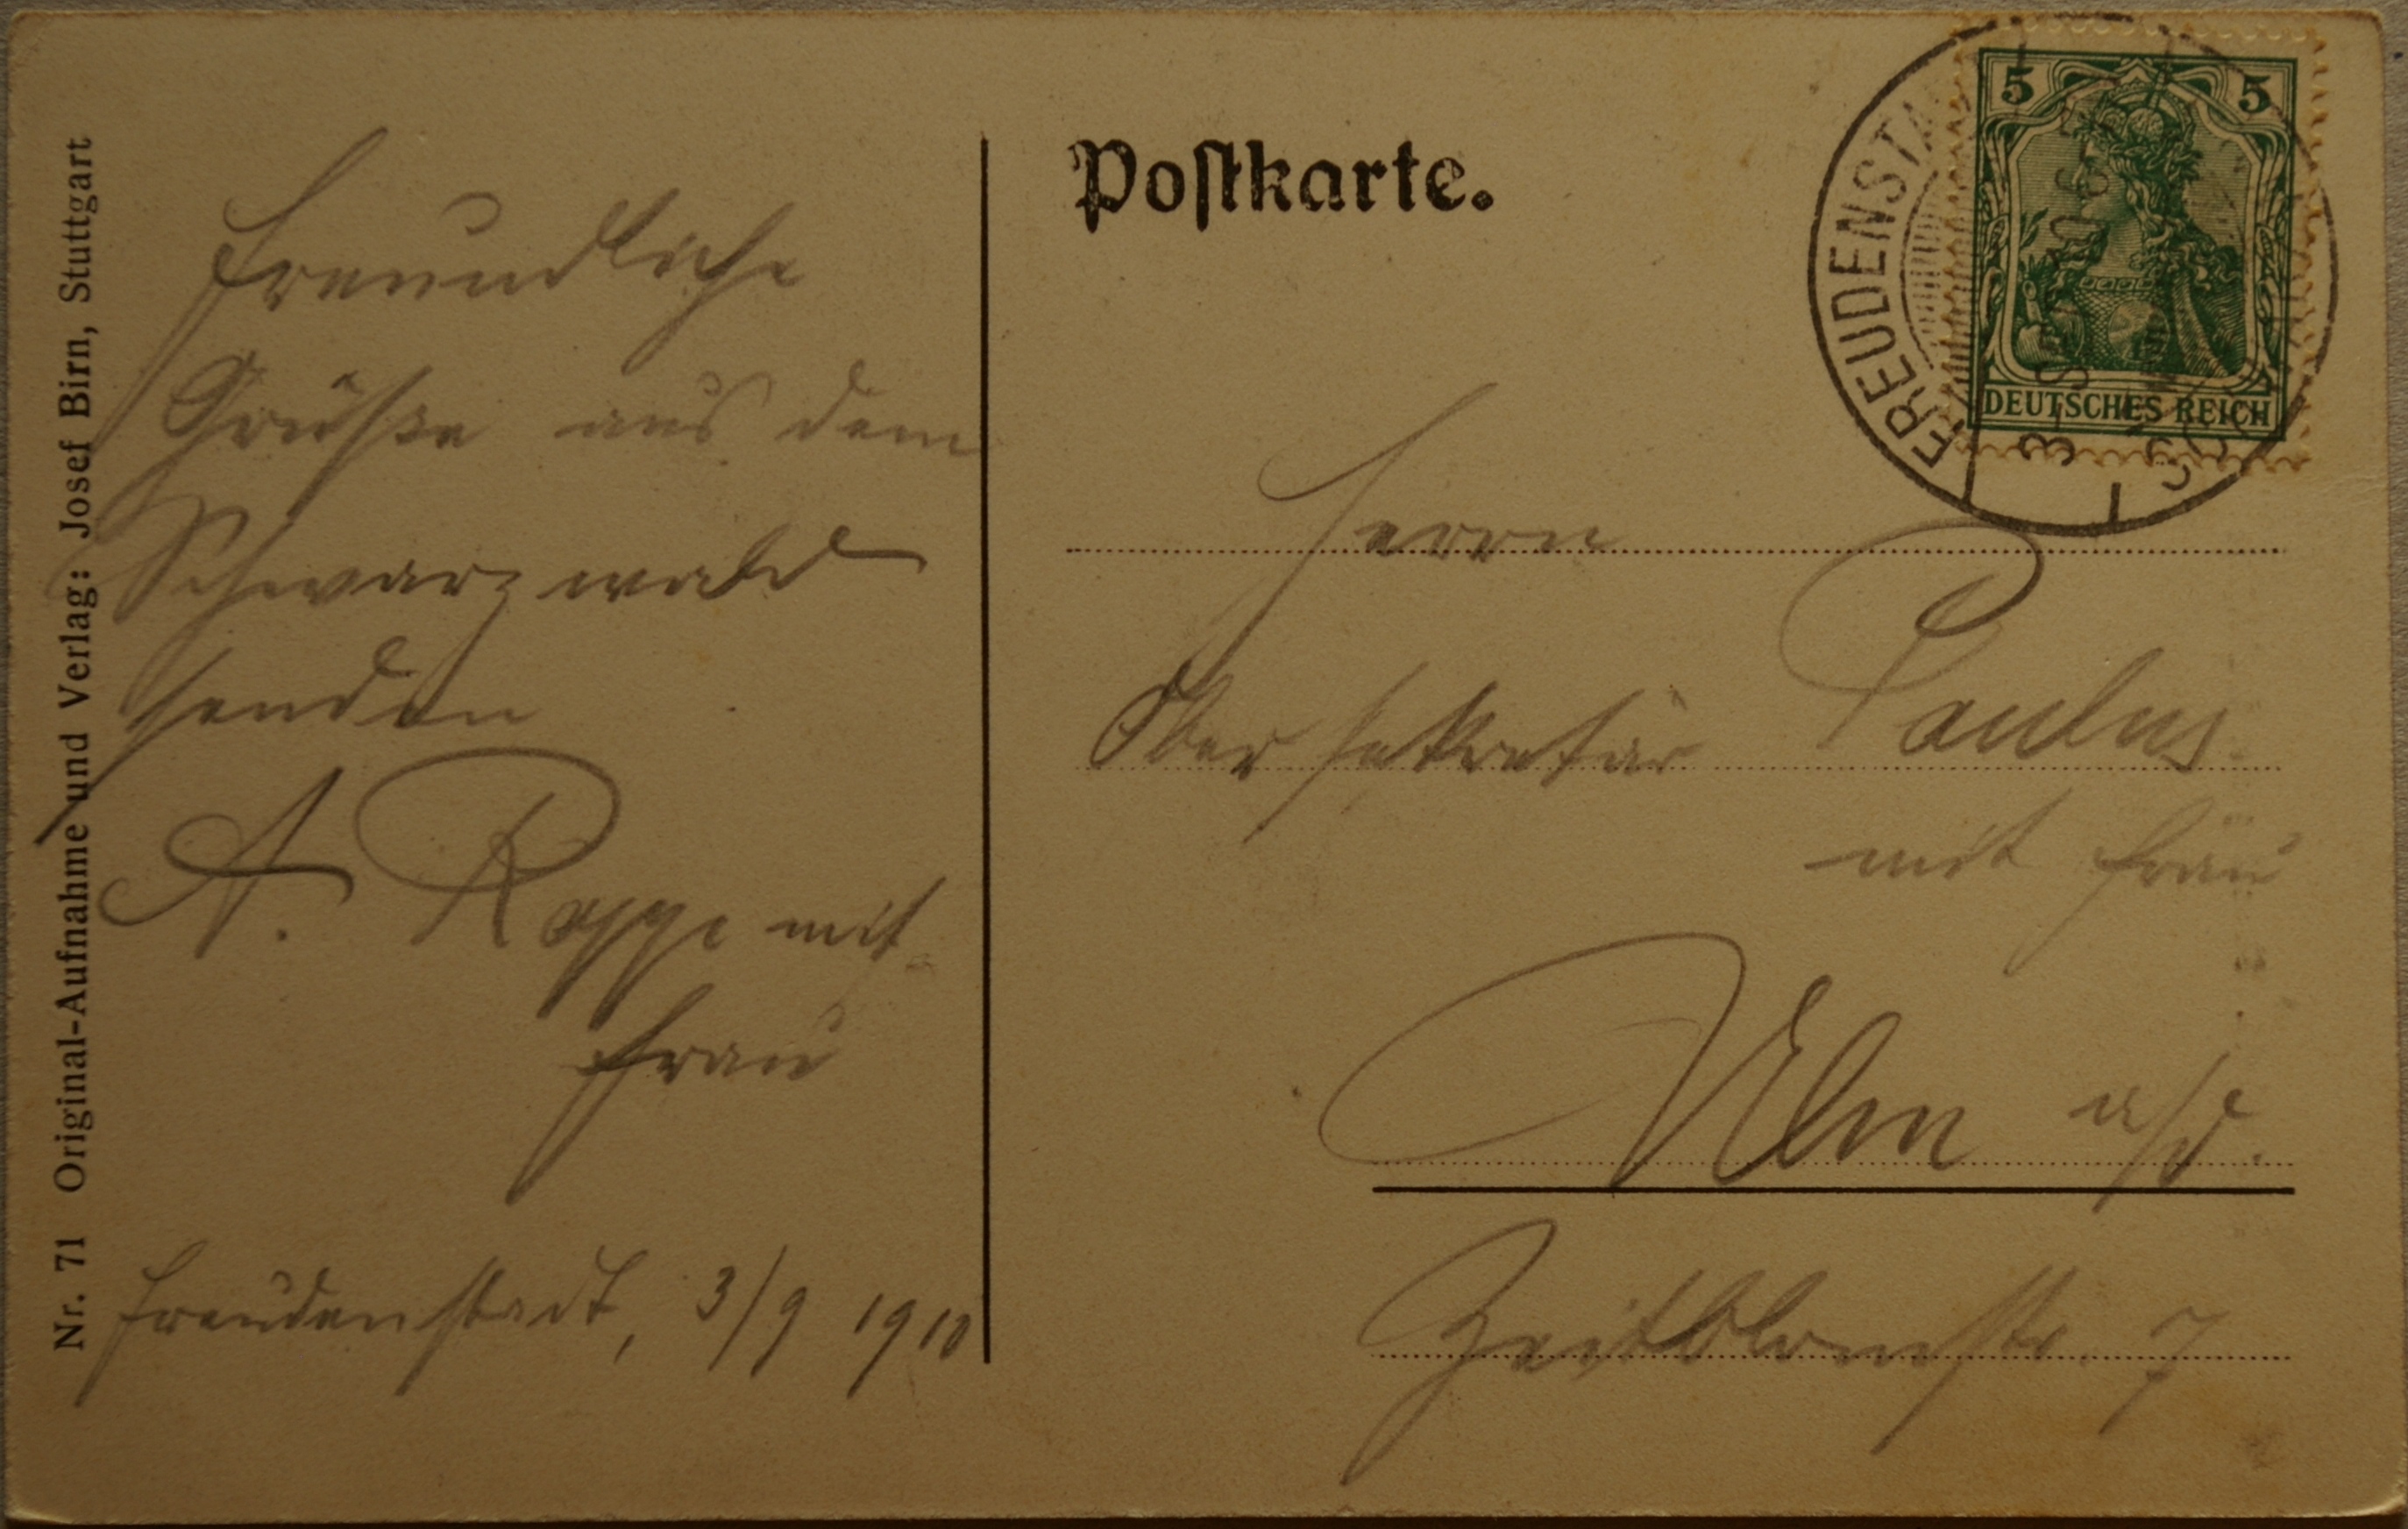 Nr. 71 Original-Aufnahme und Verlag: Josef Birn, Stuttgart
Freundliche
Grüße aus dem
Schwarzwald
senden
A. Rappe mit
Frau
Freudenstadt, 3/9 1910
Postkarte.
FREUDENSTA
5 5
DEUTSCHES REICH
Herrn
Obersekretär Paulus
mit Frau
Ulm a/d.
Zeitblomstr. 7